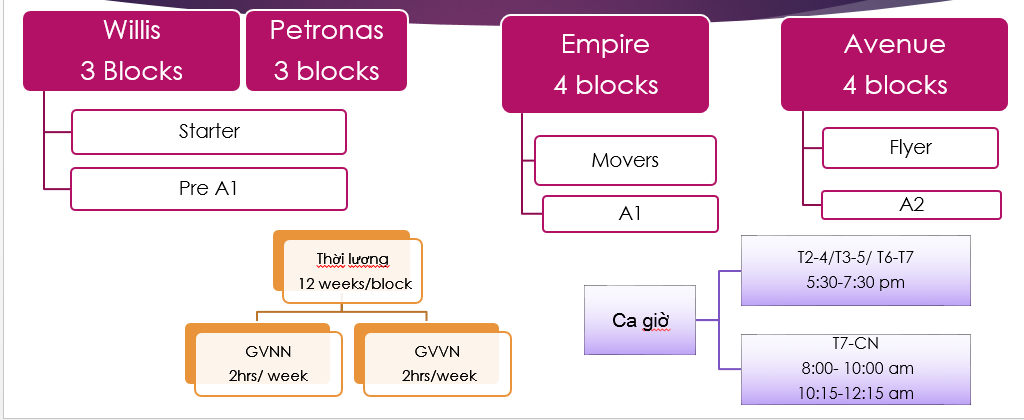 Willis
3 Blocks
Petronas
3 blocks
Empire
4 blocks
Avenue
4 blocks
Starter
Pre A1
Movers
A1
Flyer
A2
Thời lượng
12 weeks/block
GVNN
2hrs/ week
GVVN
2hrs/week
Ca giờ
T2-4/T3-5/ T6-T7
5:30-7:30 pm
T7-CN
8:00- 10:00 am
10:15-12:15 am